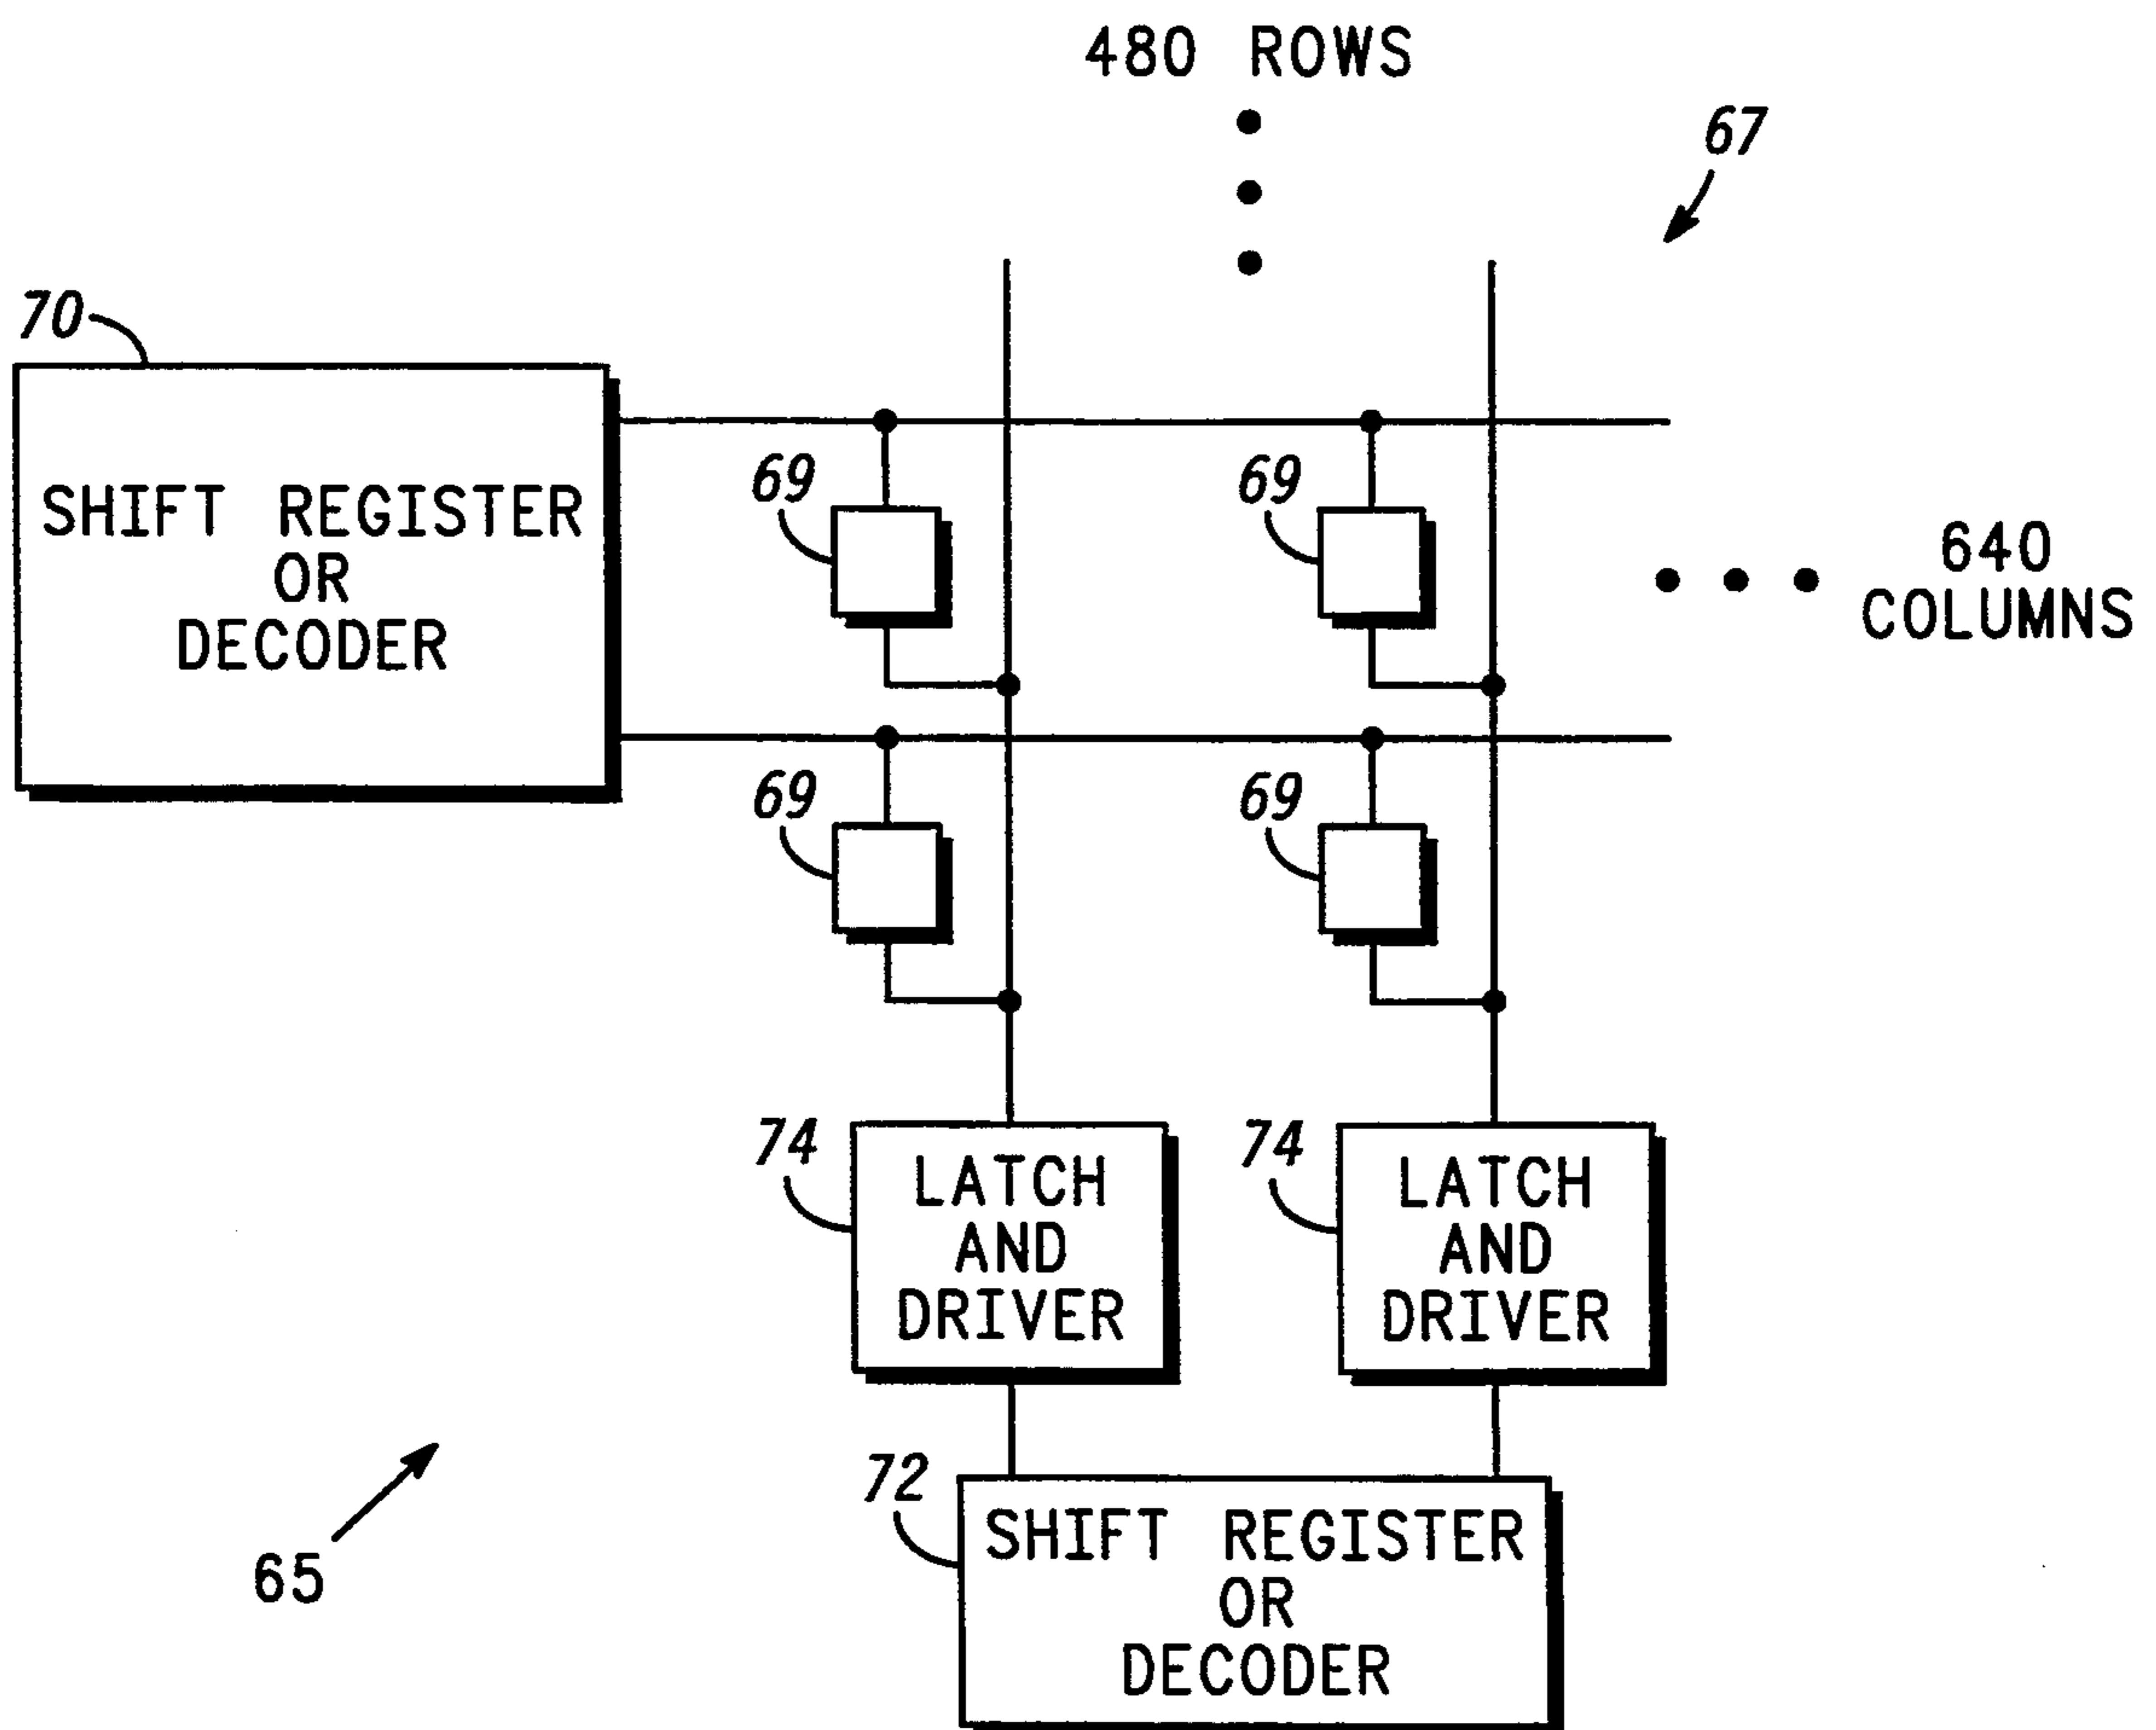 480 ROWS
67
70
SHIFT REGISTER
OR
DECODER
69
69
640
COLUMNS
69
69
74
LATCH
AND
DRIVER
74
LATCH
AND
DRIVER
72
SHIFT REGISTER
OR
DECODER
65